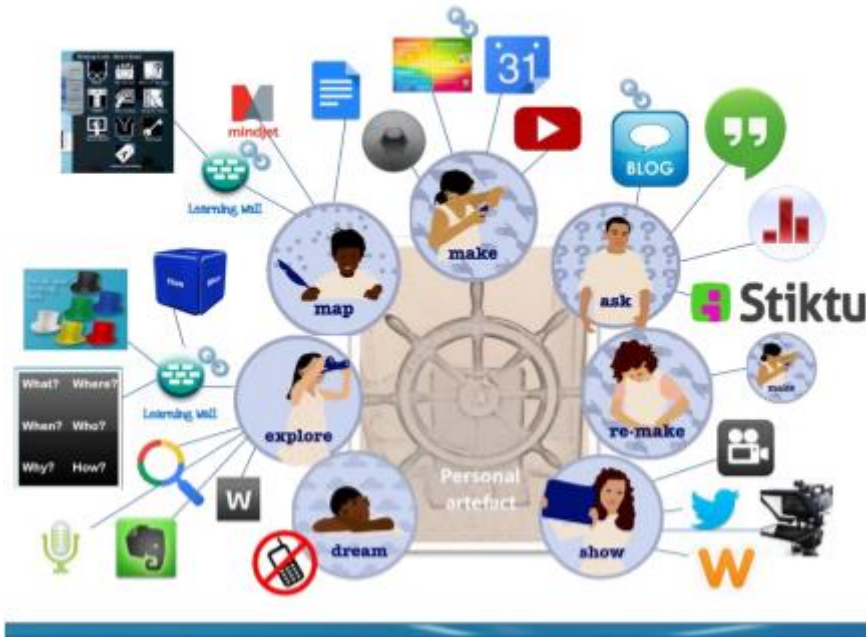 31
mindjet
BLOG
Learning Wall
make
Stiktu
map
ask
What? Where?
When? Who?
Why? How?
Learning Wall
explore
re-make
make
W
Personal
artefact
dream
show
W